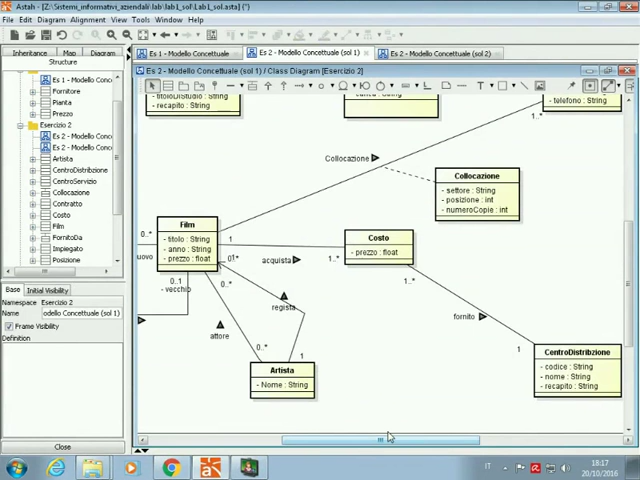 Astah - [Z:\Sistemi_informativi_aziendali\lab\lab1_sol\Lab1_sol.asta] (*)
File Edit Diagram Alignment View Tools Window Help
Inheritance Map Diagram
Structure
Es 1 - Modello Conc
Fornitore
Pianta
Prezzo
Esercizio 2
Es 2 - Modello Conc
Es 2 - Modello Conc
Artista
CentroDistribzione
CentroServizio
Collocazione
Contratto
Costo
Film
FornitoDa
Impiegato
Posizione
Base Initial Visibility
Namespace Esercizio 2
Name odello Concettuale (sol 1)
Frame Visibility
Definition
Close
Es 1 - Modello Concettuale
Es 2 - Modello Concettuale (sol 1)
Es 2 - Modello Concettuale (sol 2)
Es 2 - Modello Concettuale (sol 1) / Class Diagram [Esercizio 2]
- titoloDiStudio : String
- recapito : String
- telefono : String
1..*
Collocazione
Collocazione
- settore : String
- posizione : int
- numeroCopie : int
Film
- titolo : String
- anno : String
- prezzo : float
0..*
uovo
1
acquista
1..*
Costo
- prezzo : float
0..1
- vecchio
0..*
regista
attore
0..*
1
Artista
- Nome : String
1..*
fornito
1
CentroDistribzione
- codice : String
- nome : String
- recapito : String
IT
18:17
20/10/2016